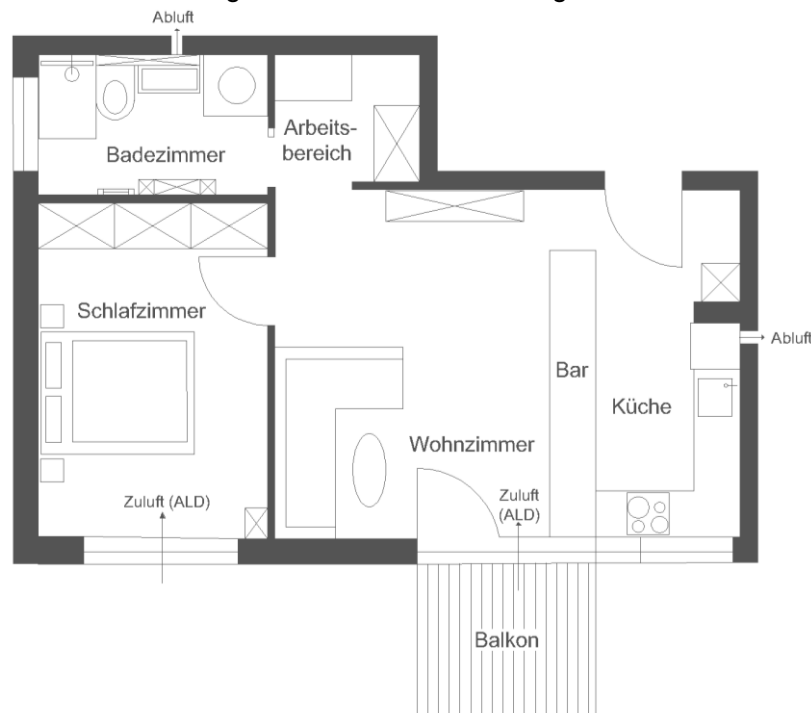 Abluft
Arbeits-
bereich
Badezimmer
Schlafzimmer
Abluft
Bar
Küche
Wohnzimmer
Zuluft (ALD)
Zuluft
(ALD)
Balkon